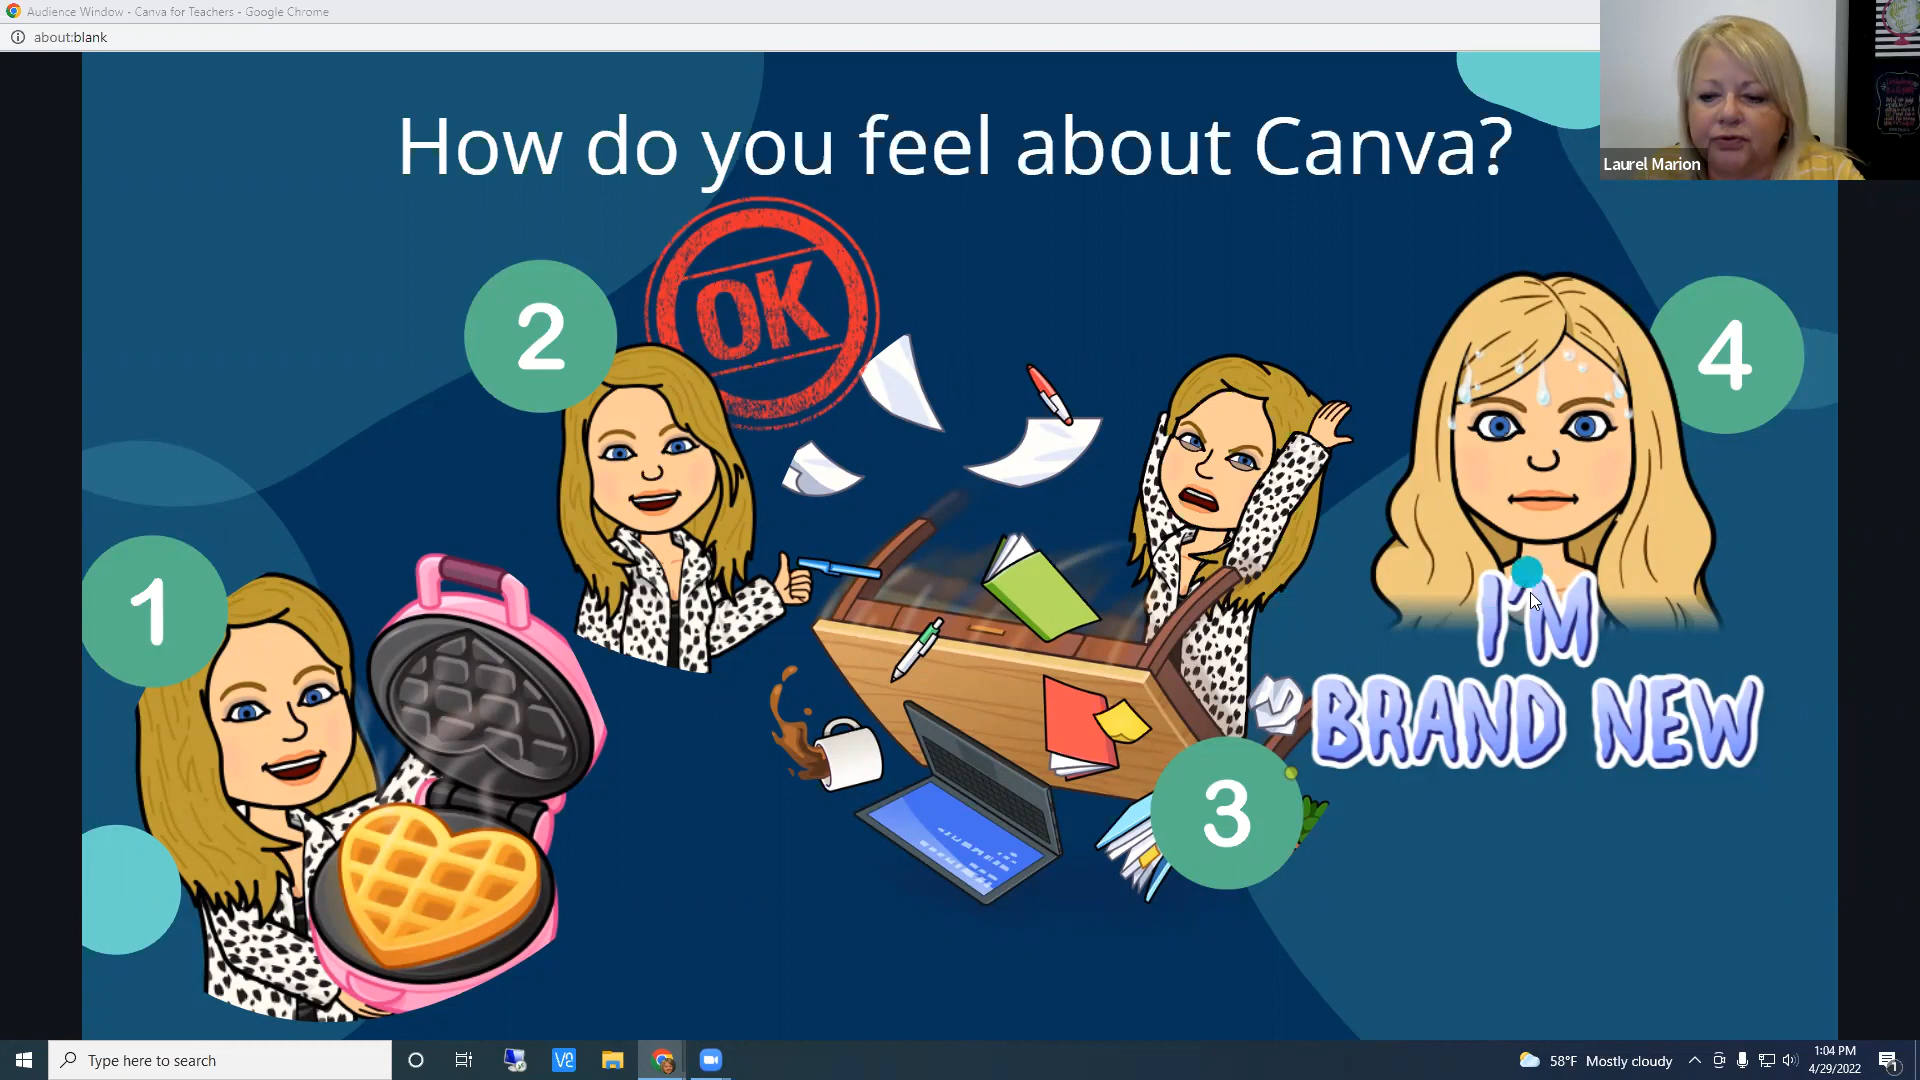 Audience Window - Canva for Teachers - Google Chrome
about:blank
How do you feel about Canva?
Laurel Marion
OK
2
4
1
I'M
BRAND NEW
3
Type here to search
58°F Mostly cloudy
1:04 PM
4/29/2022
1